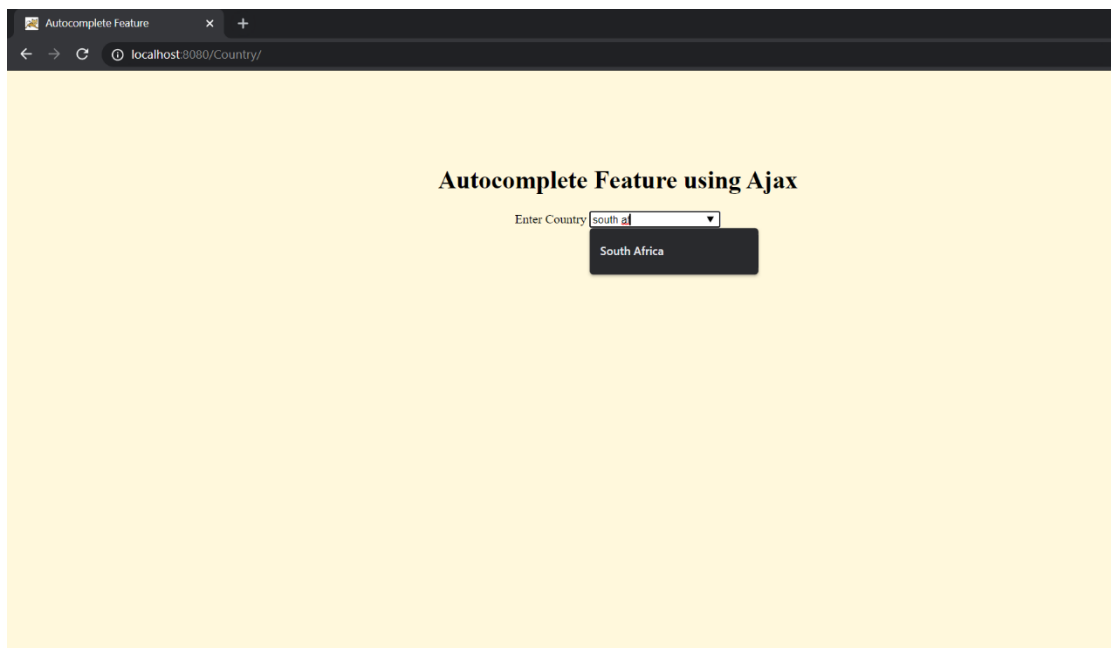 Autocomplete Feature
localhost:8080/Country/
Autocomplete Feature using Ajax
Enter Country south af
South Africa